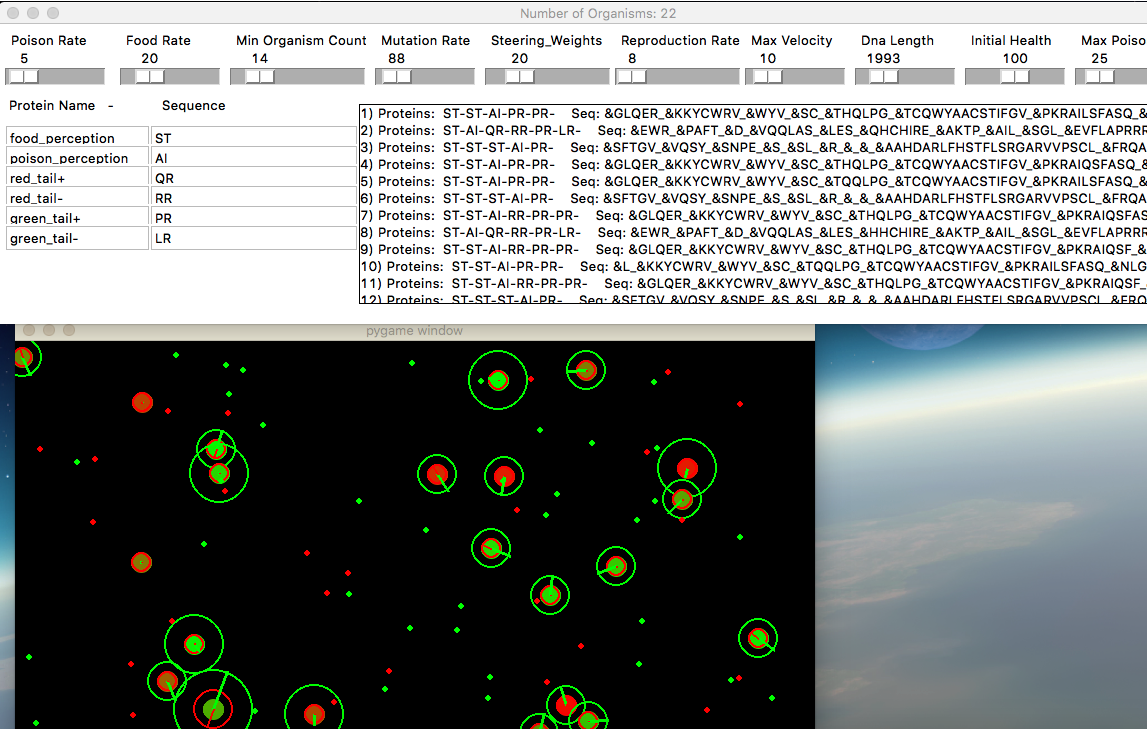 Number of Organisms: 22
Poison Rate Food Rate Min Organism Count Mutation Rate Steering_Weights Reproduction Rate Max Velocity Dna Length Initial Health Max Poiso
5 20 14 88 20 8 10 1993 100 25
Protein Name - Sequence
food_perception ST
poison_perception AI
red_tail+ QR
red_tail- RR
green_tail+ PR
green_tail- LR
1) Proteins: ST-ST-AI-PR-PR- Seq: &GLQER_&KKYCWRV_&WYV_&SC_&THQLPG_&TCQWYAACSTIFGV_&PKRAILSFASQ_&K
2) Proteins: ST-AI-QR-RR-PR-LR- Seq: &EWR_&PAFT_&D_&VQQLAS_&LES_&QHCHIRE_&AKTP_&AIL_&SGL_&EVFLAPRRR
3) Proteins: ST-ST-ST-AI-PR- Seq: &SFTGV_&VQSY_&SNPE_&S_&SL_&R_&_&_&AAHDARLFHSTFLSRGARVVPSCL_&FRQA
4) Proteins: ST-ST-AI-PR-PR- Seq: &GLQER_&KKYCWRV_&WYV_&SC_&THQLPG_&TCQWYAACSTIFGV_&PKRAIQSFASQ_&
5) Proteins: ST-ST-AI-PR-PR- Seq: &GLQER_&KKYCWRV_&WYV_&SC_&TQQLPG_&TCQWYAACSTIFGV_&PKRAILSFASQ_&
6) Proteins: ST-ST-ST-AI-PR- Seq: &SFTGV_&VQSY_&SNPE_&S_&SL_&R_&_&_&AAHDARLFHSTFLSRGARVVPSCL_&FRQA
7) Proteins: ST-ST-AI-RR-PR-PR- Seq: &GLQER_&KKYCWRV_&WYV_&SC_&THQLPG_&TCQWYAACSTIFGV_&PKRAIQSF
8) Proteins: ST-AI-QR-RR-PR-LR- Seq: &EWR_&PAFT_&D_&VQQLAS_&LES_&HHCHIRE_&AKTP_&AIL_&SGL_&EVFLAPRRR
9) Proteins: ST-ST-AI-RR-PR-PR- Seq: &GLQER_&KKYCWRV_&WYV_&SC_&THQLPG_&TCQWYAACSTIFGV_&PKRAIQSF_&
10) Proteins: ST-ST-AI-PR-PR- Seq: &L_&KKYCWRV_&WYV_&SC_&TQQLPG_&TCQWYAACSTIFGV_&PKRAILSFASQ_&NLG
11) Proteins: ST-ST-AI-RR-PR-PR- Seq: &GLQER_&KKYCWRV_&WYV_&SC_&THQLPG_&TCQWYAACSTIFGV_&PKRAIQSF_
12) Proteins: ST-ST-ST-AI-PR- Seq: &SFTGV_&VQSY_&SNPE_&S_&SL_&R_&_&_&AAHDARLFHSTFLSRGARVVPSCL_&FRQ
pygame window